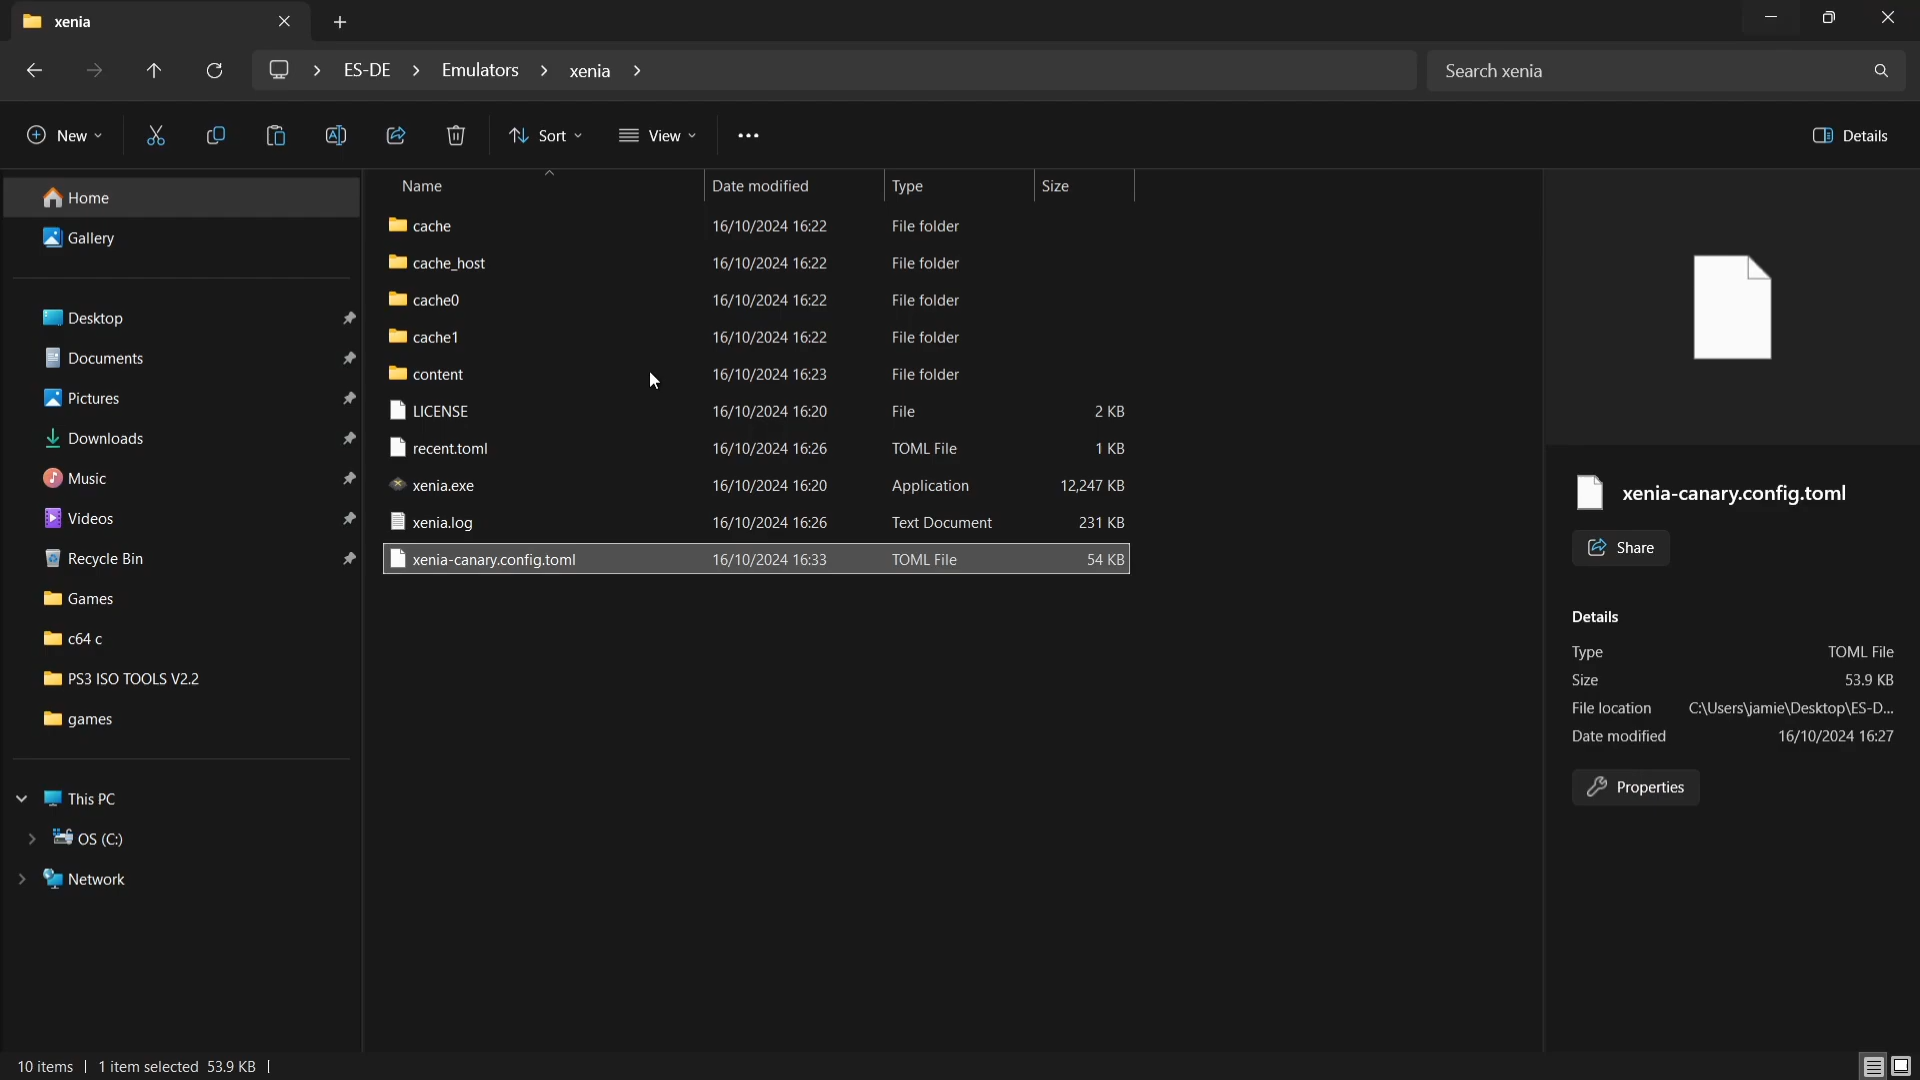 xenia
ES-DE > Emulators > xenia >
Search xenia
New
Sort
View
Details
Home
Gallery
Desktop
Documents
Pictures
Downloads
Music
Videos
Recycle Bin
Games
c64 c
PS3 ISO TOOLS V2.2
games
This PC
OS (C:)
Network
Name Date modified Type Size
cache 16/10/2024 16:22 File folder
cache_host 16/10/2024 16:22 File folder
cache0 16/10/2024 16:22 File folder
cache1 16/10/2024 16:22 File folder
content 16/10/2024 16:23 File folder
LICENSE 16/10/2024 16:20 File 2 KB
recent.toml 16/10/2024 16:26 TOML File 1 KB
xenia.exe 16/10/2024 16:20 Application 12,247 KB
xenia.log 16/10/2024 16:26 Text Document 231 KB
xenia-canary.config.toml 16/10/2024 16:33 TOML File 54 KB
xenia-canary.config.toml
Share
Details
Type TOML File
Size 53.9 KB
File location C:\Users\jamie\Desktop\ES-D...
Date modified 16/10/2024 16:27
Properties
10 items | 1 item selected 53.9 KB |